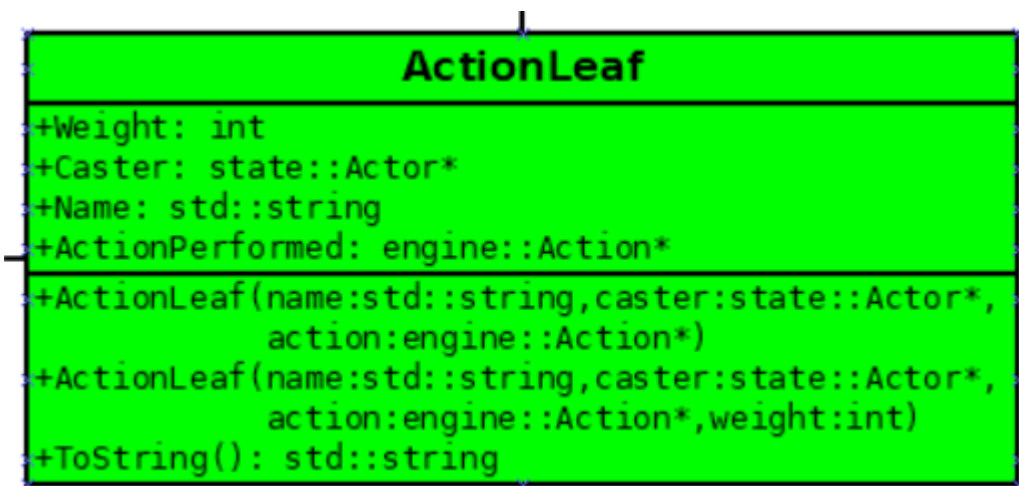 ActionLeaf
+Weight: int
+Caster: state::Actor*
+Name: std::string
+ActionPerformed: engine::Action*
+ActionLeaf(name:std::string,caster:state::Actor*,
action:engine::Action*)
+ActionLeaf(name:std::string,caster:state::Actor*,
action:engine::Action*,weight:int)
+ToString(): std::string